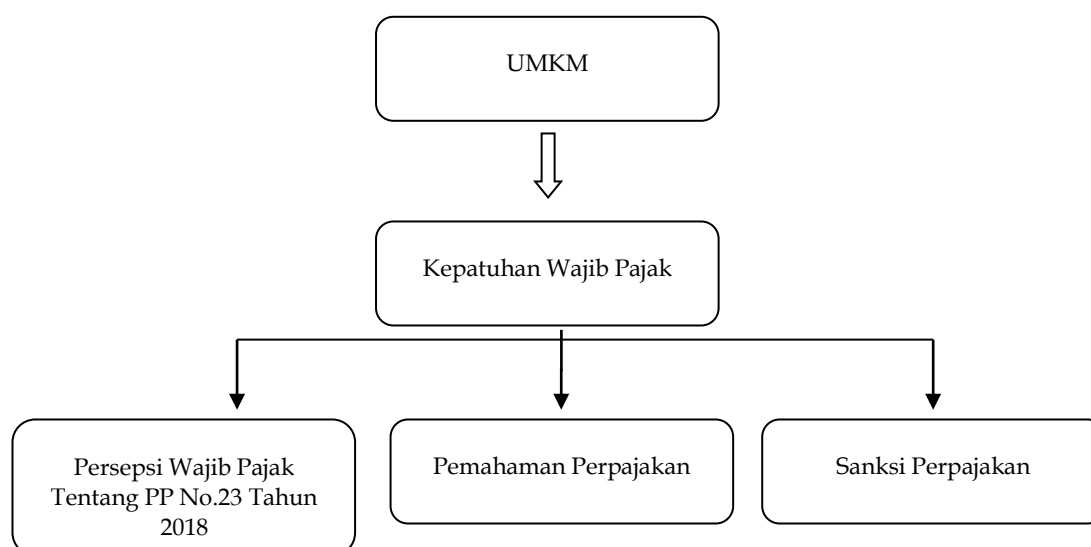 UMKM
Kepatuhan Wajib Pajak
Persepsi Wajib Pajak
Tentang PP No.23 Tahun
2018
Pemahaman Perpajakan
Sanksi Perpajakan